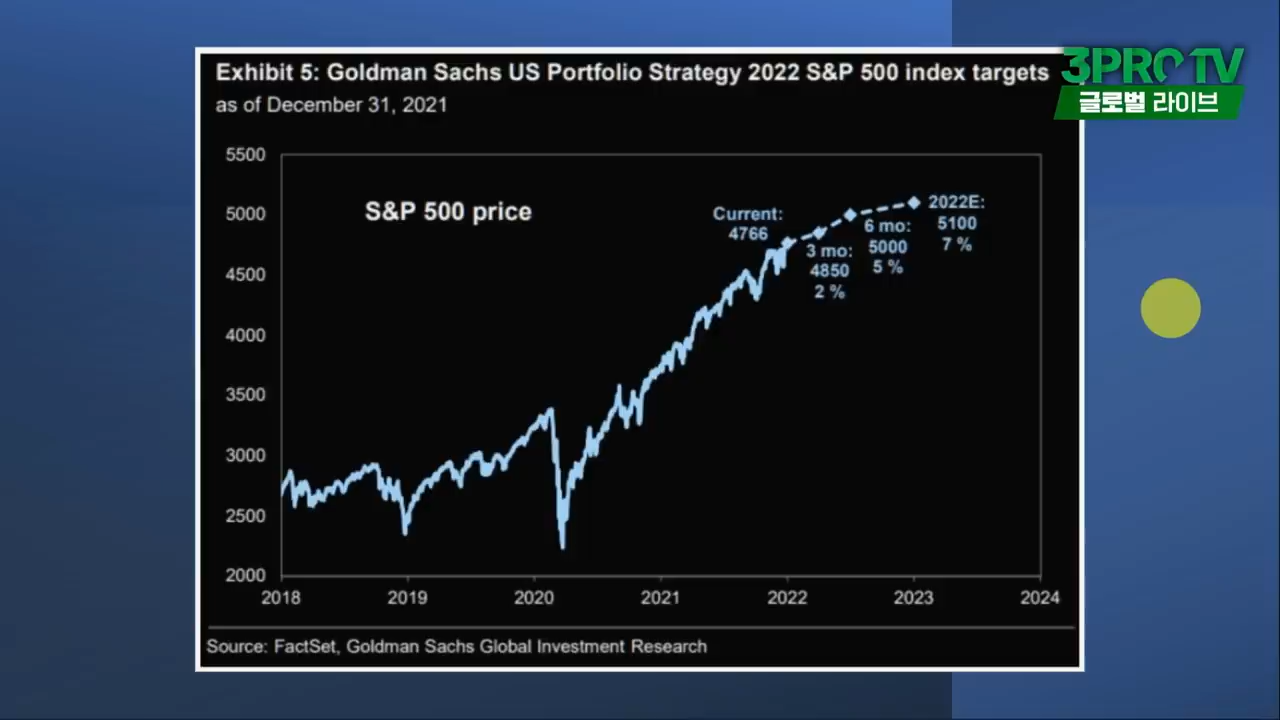 Exhibit 5: Goldman Sachs US Portfolio Strategy 2022 S&P 500 index targets
as of December 31, 2021
3PRO TV
글로벌 라이브
5500
5000
4500
4000
3500
3000
2500
2000
S&P 500 price
Current:
4766
3 mo:
4850
2 %
6 mo:
5000
5 %
2022E:
5100
7 %
2018
2019
2020
2021
2022
2023
2024
Source: FactSet, Goldman Sachs Global Investment Research